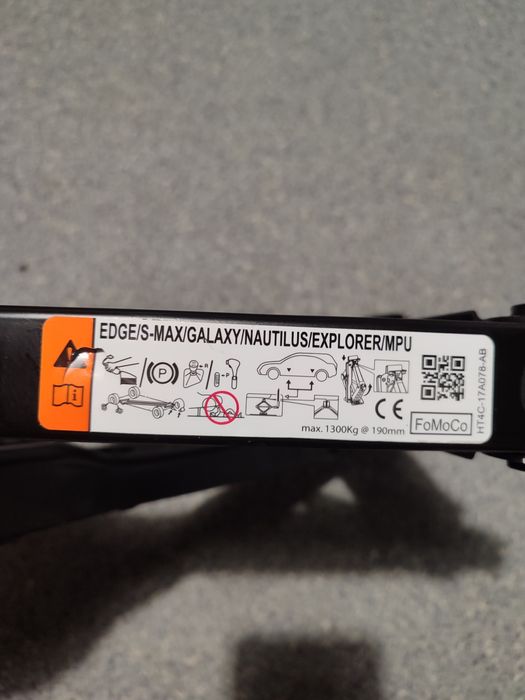 EDGE/S-MAX/GALAXY/NAUTILUS/EXPLORER/MPU
P
R
P
CE
max. 1300Kg @ 190mm
FoMoCo
HT4C-17A078-AB